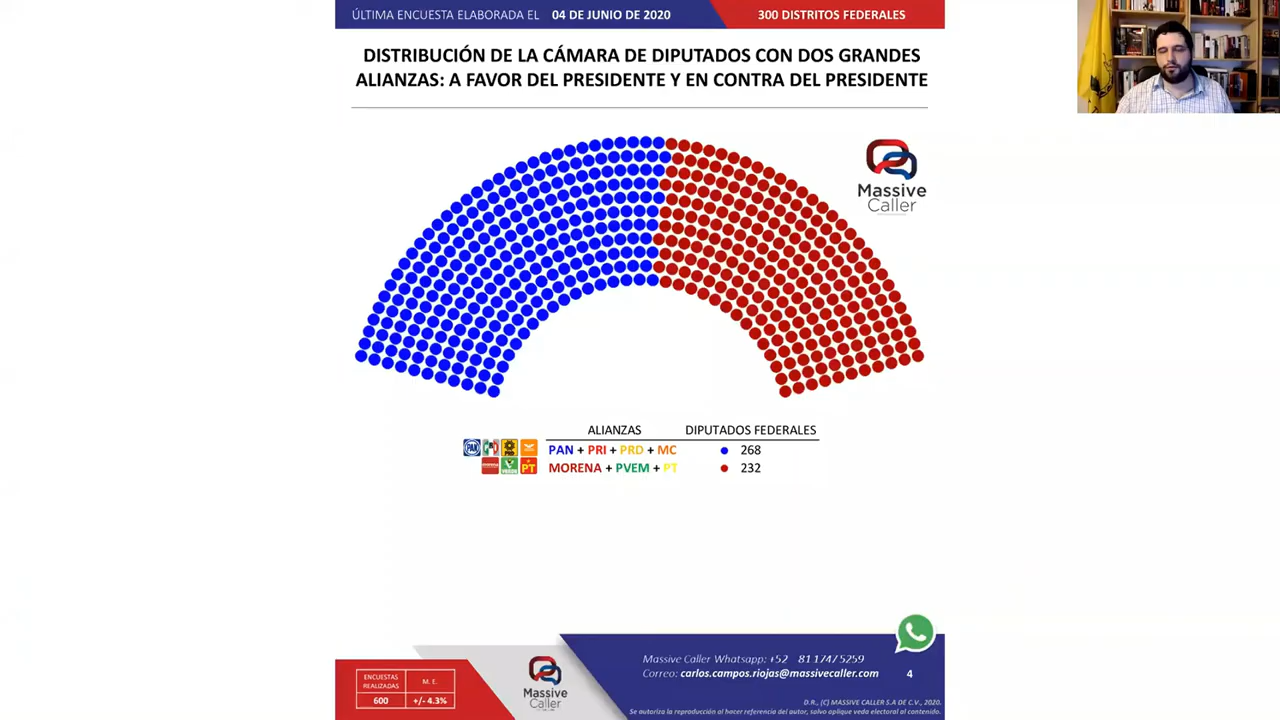 ÚLTIMA ENCUESTA ELABORADA EL 04 DE JUNIO DE 2020
300 DISTRITOS FEDERALES
DISTRIBUCIÓN DE LA CÁMARA DE DIPUTADOS CON DOS GRANDES
ALIANZAS: A FAVOR DEL PRESIDENTE Y EN CONTRA DEL PRESIDENTE
Massive
Caller
ALIANZAS DIPUTADOS FEDERALES
PAN + PRI + PRD + MC 268
MORENA + PVEM + PT 232
Massive Caller Whatsapp: +52 81 1747 5259
Correo: carlos.campos.riojas@massivecaller.com
4
ENCUESTAS
REALIZADAS
M. E.
600 +/- 4.3%
Massive
Caller
D.R., (C) MASSIVE CALLER S.A DE C.V., 2020.
Se autoriza la reproducción al hacer referencia del autor, salvo aplique veda electoral al contenido.